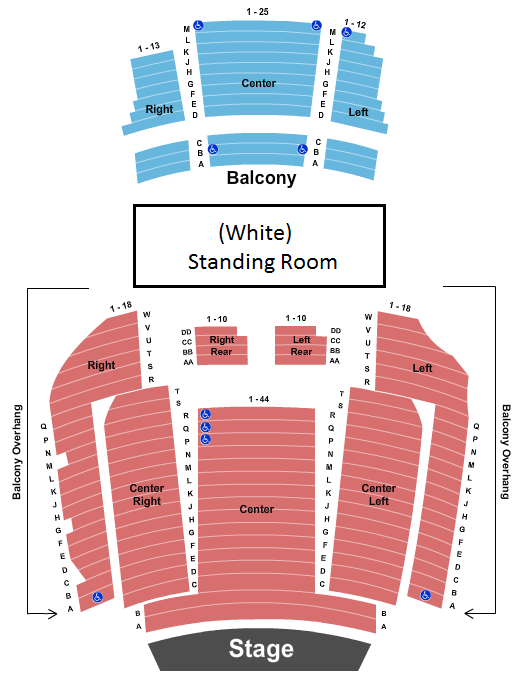 1 - 25
1 - 12
1 - 13
M
L
K
J
H
G
F
E
D
M
L
K
J
H
G
F
E
D
Right
Center
Left
C
B
A
C
B
A
Balcony
(White)
Standing Room
1 - 18
1 - 10
1 - 10
1 - 18
W
V
U
T
S
R
W
V
U
T
S
R
DD
CC
BB
AA
DD
CC
BB
AA
Right
Rear
Left
Rear
Right
Left
T
S
R
Q
P
N
M
L
K
J
H
G
F
E
D
C
1 - 44
T
S
R
Q
P
N
M
L
K
J
H
G
F
E
D
C
Q
P
N
M
L
K
J
H
G
F
E
D
C
B
A
Q
P
N
M
L
K
J
H
G
F
E
D
C
B
A
Balcony Overhang
Balcony Overhang
Center
Right
Center
Center
Left
B
A
B
A
Stage